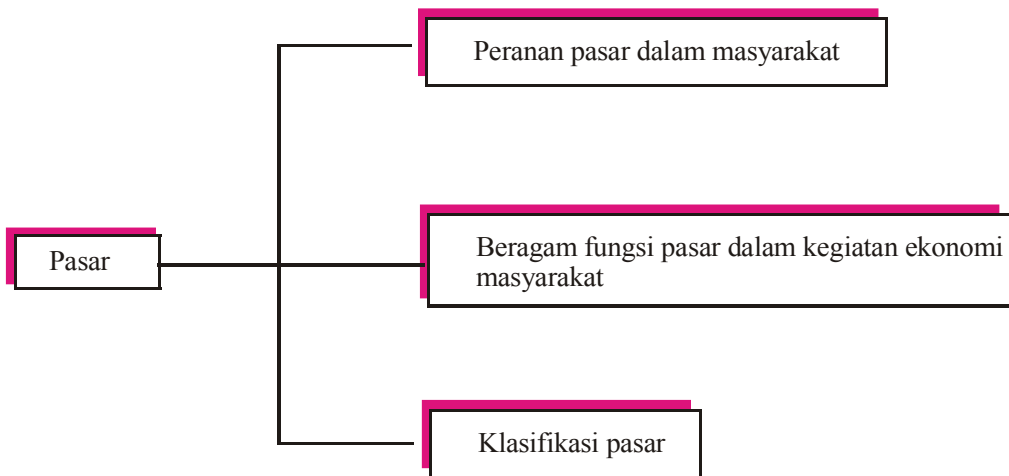 Peranan pasar dalam masyarakat
Pasar
Beragam fungsi pasar dalam kegiatan ekonomi
masyarakat
Klasifikasi pasar